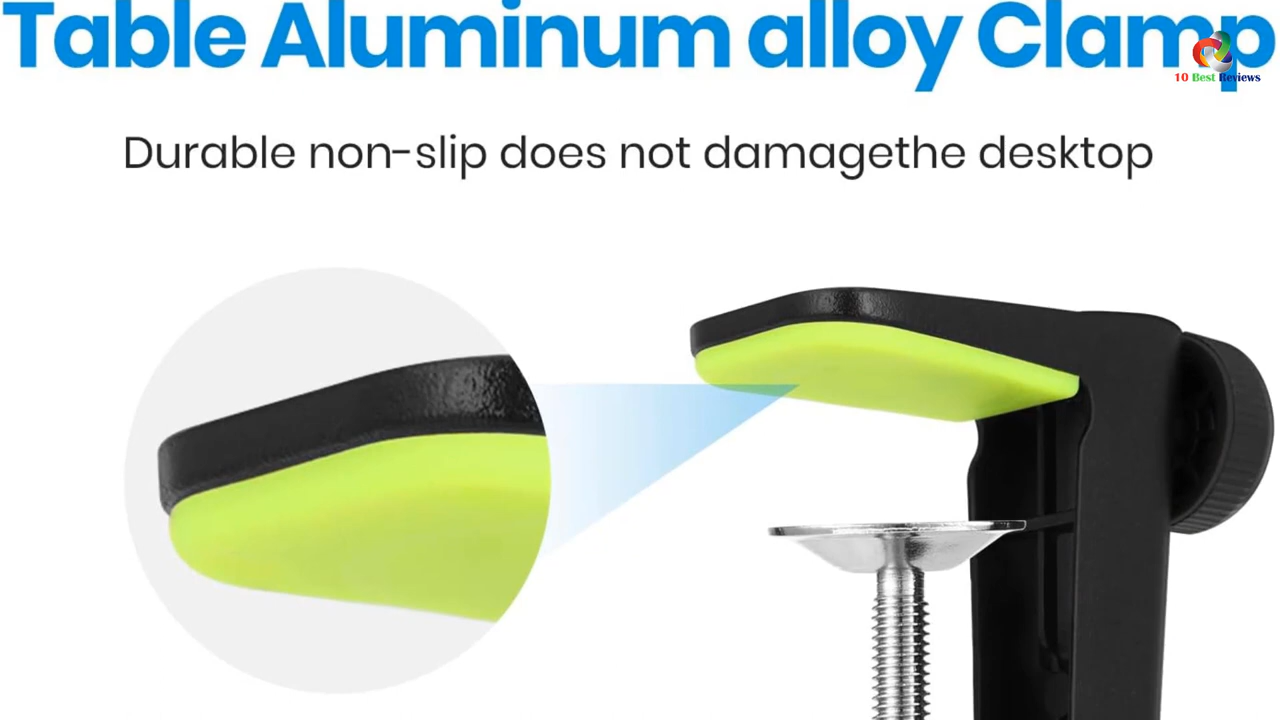 Table Aluminum alloy Clamp
10 Best Reviews
Durable non-slip does not damagethe desktop